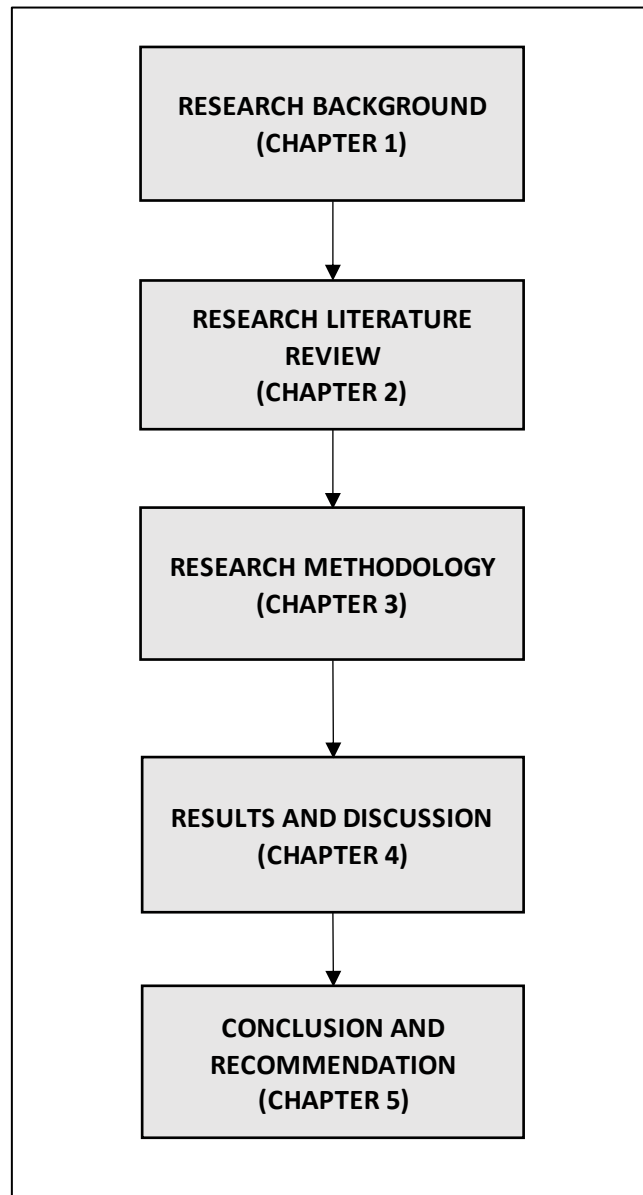 RESEARCH BACKGROUND
(CHAPTER 1)
RESEARCH LITERATURE
REVIEW
(CHAPTER 2)
RESEARCH METHODOLOGY
(CHAPTER 3)
RESULTS AND DISCUSSION
(CHAPTER 4)
CONCLUSION AND
RECOMMENDATION
(CHAPTER 5)